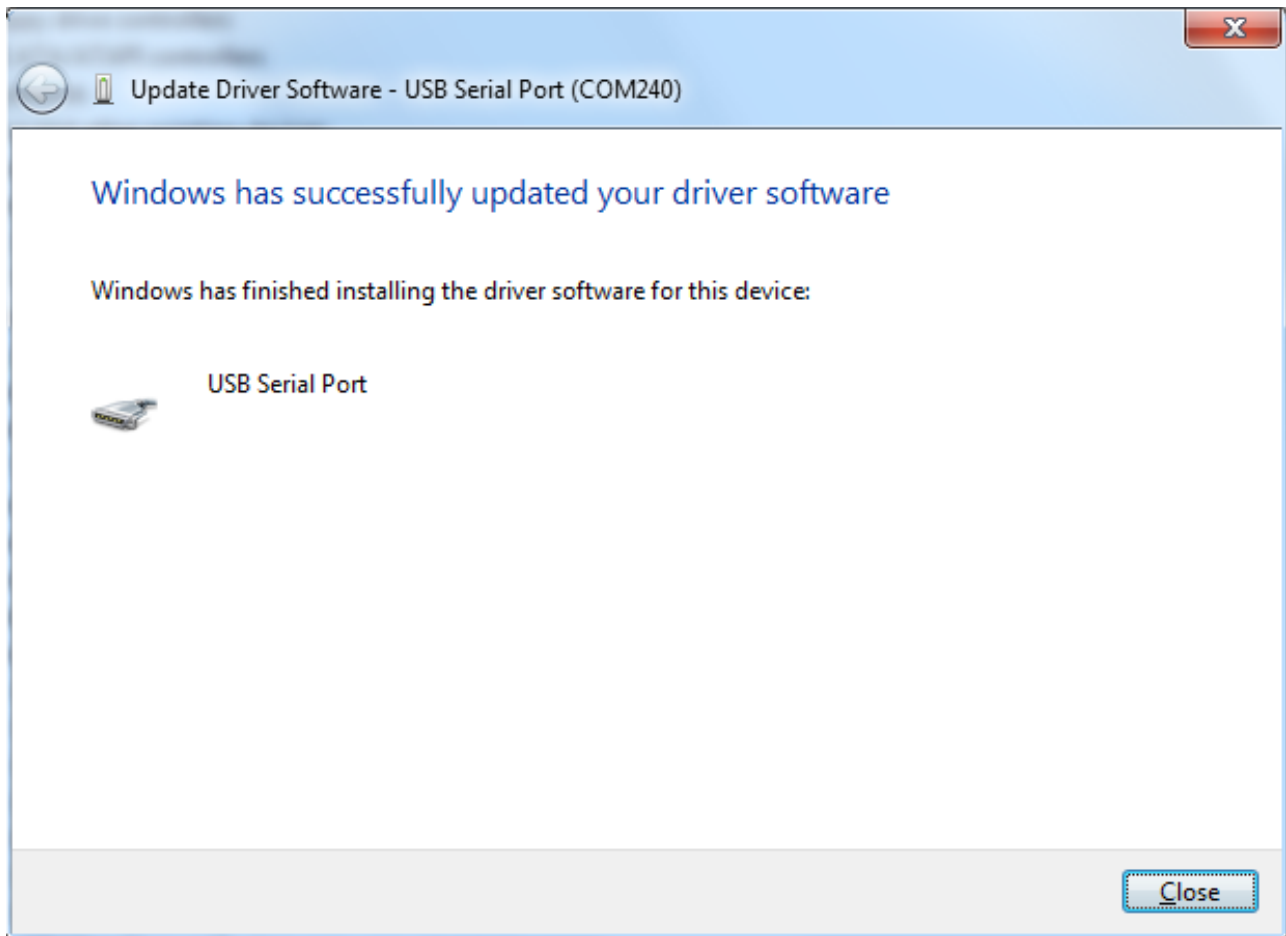 Update Driver Software - USB Serial Port (COM240)
Windows has successfully updated your driver software
Windows has finished installing the driver software for this device:
USB Serial Port
Close